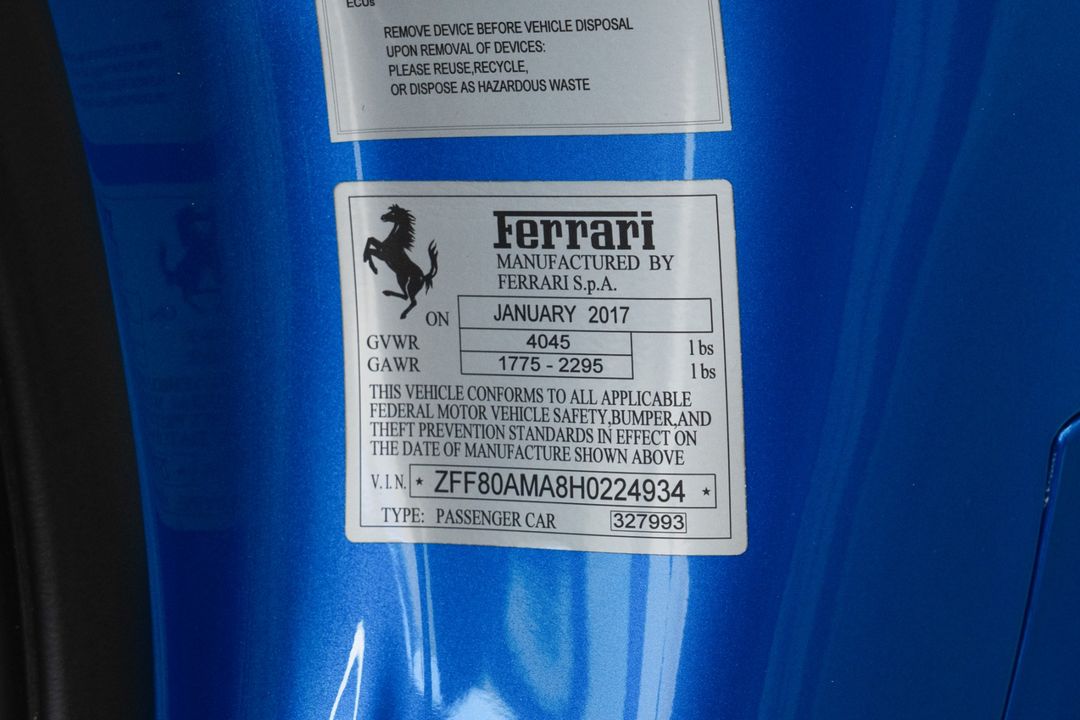 ECUs
REMOVE DEVICE BEFORE VEHICLE DISPOSAL
UPON REMOVAL OF DEVICES:
PLEASE REUSE,RECYCLE,
OR DISPOSE AS HAZARDOUS WASTE
Ferrari
MANUFACTURED BY
FERRARI S.p.A.
ON JANUARY 2017
GVWR 4045 lbs
GAWR 1775 - 2295 lbs
THIS VEHICLE CONFORMS TO ALL APPLICABLE
FEDERAL MOTOR VEHICLE SAFETY,BUMPER,AND
THEFT PREVENTION STANDARDS IN EFFECT ON
THE DATE OF MANUFACTURE SHOWN ABOVE
V.I.N. * ZFF80AMA8H0224934 *
TYPE: PASSENGER CAR 327993